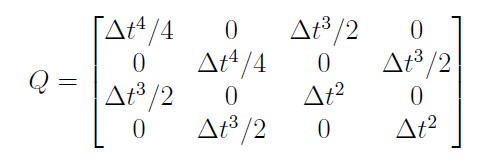 Q = [ Δt⁴/4 0 Δt³/2 0
0 Δt⁴/4 0 Δt³/2
Δt³/2 0 Δt² 0
0 Δt³/2 0 Δt² ]